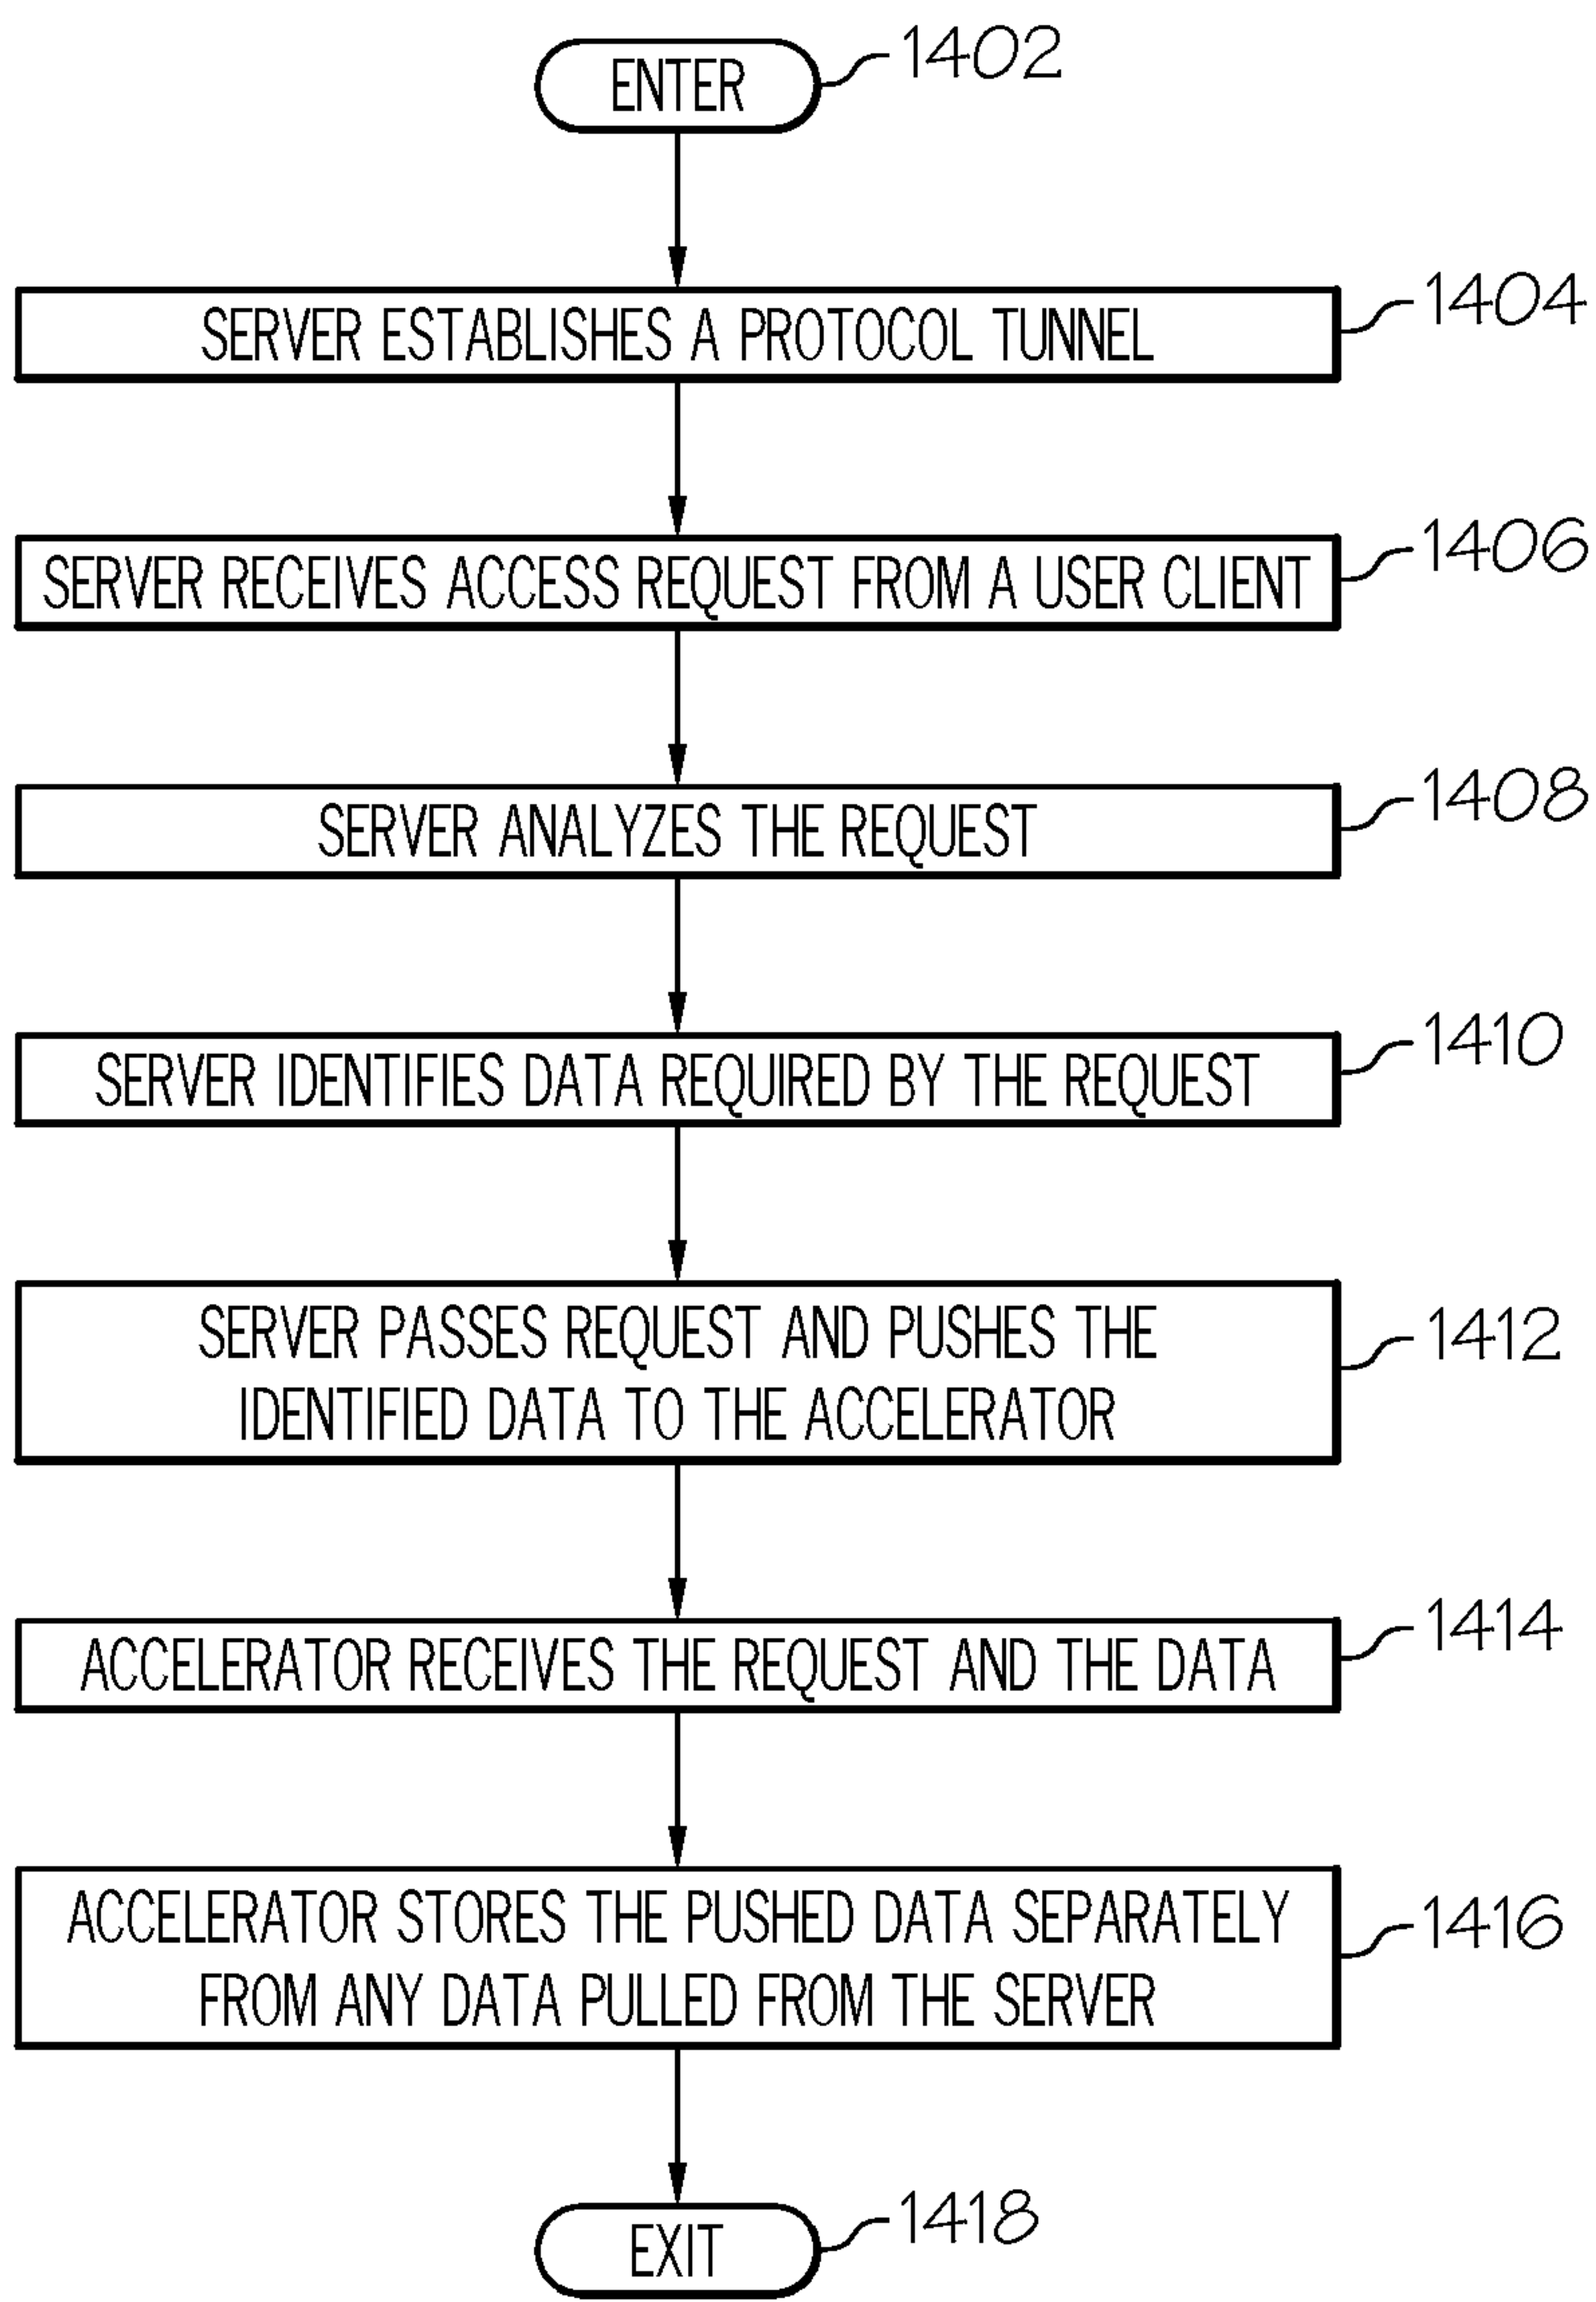 ENTER
1402
SERVER ESTABLISHES A PROTOCOL TUNNEL
1404
SERVER RECEIVES ACCESS REQUEST FROM A USER CLIENT
1406
SERVER ANALYZES THE REQUEST
1408
SERVER IDENTIFIES DATA REQUIRED BY THE REQUEST
1410
SERVER PASSES REQUEST AND PUSHES THE
IDENTIFIED DATA TO THE ACCELERATOR
1412
ACCELERATOR RECEIVES THE REQUEST AND THE DATA
1414
ACCELERATOR STORES THE PUSHED DATA SEPARATELY
FROM ANY DATA PULLED FROM THE SERVER
1416
EXIT
1418